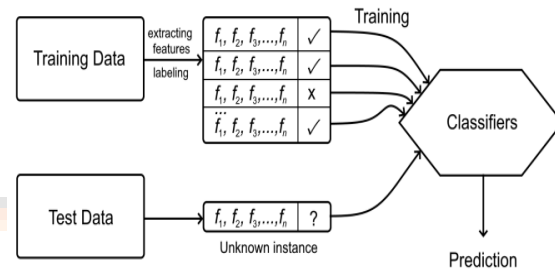 Training
Training Data
extracting
features
labeling
f1, f2, f3,...,fn ✓
f1, f2, f3,...,fn ✓
f1, f2, f3,...,fn x
...
f1, f2, f3,...,fn ✓
Classifiers
Test Data
f1, f2, f3,...,fn ?
Unknown instance
Prediction